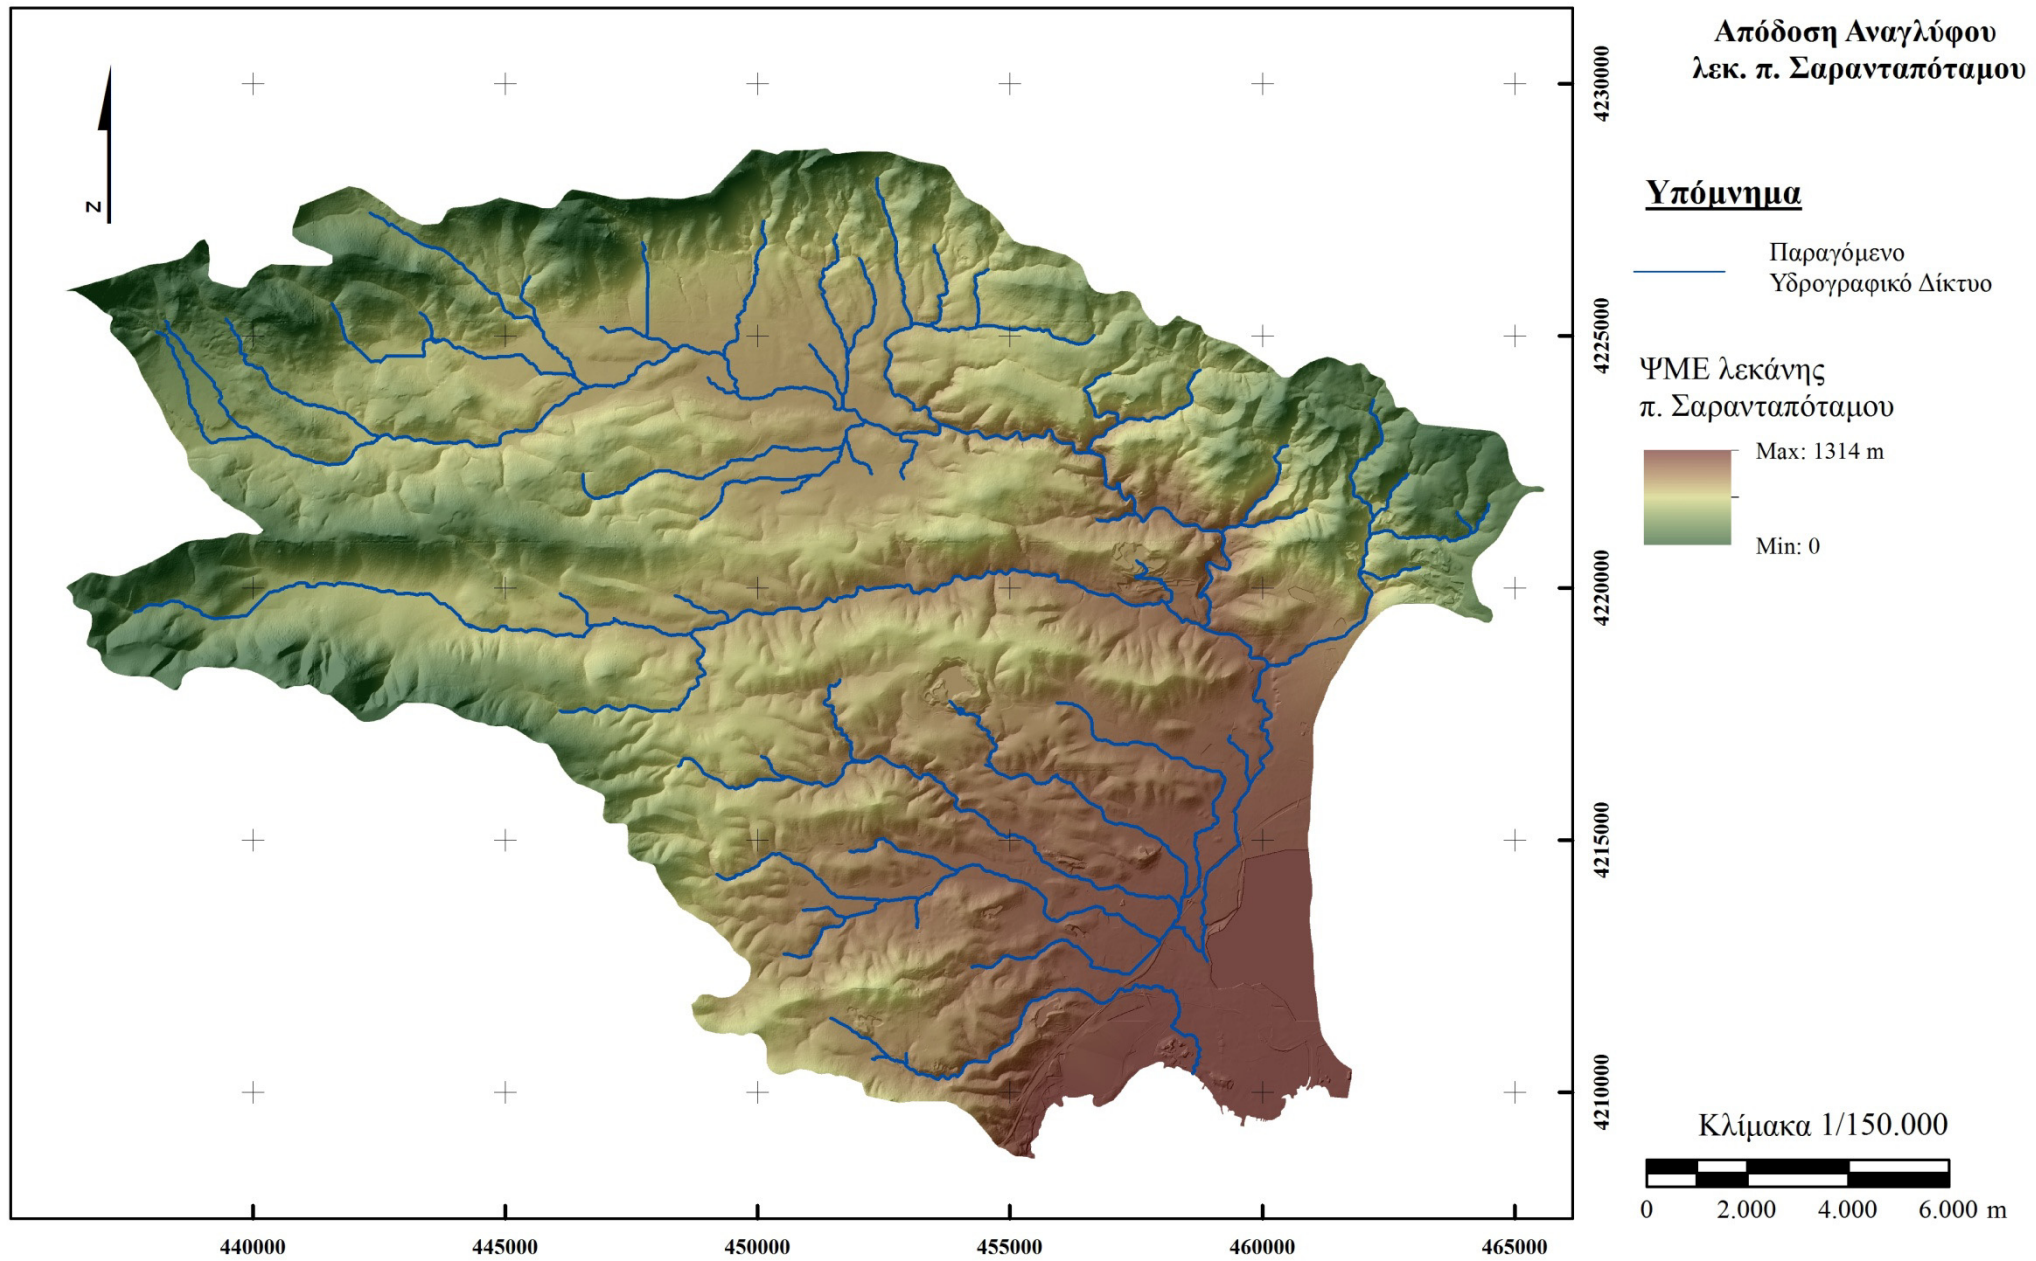 Απόδοση Αναγλύφου
λεκ. π. Σαρανταπόταμου
Υπόμνημα
Παραγόμενο
Υδρογραφικό Δίκτυο
ΨΜΕ λεκάνης
π. Σαρανταπόταμου
Max: 1314 m
Min: 0
Κλίμακα 1/150.000
0 2.000 4.000 6.000 m
N
4230000
4225000
4220000
4215000
4210000
440000 445000 450000 455000 460000 465000